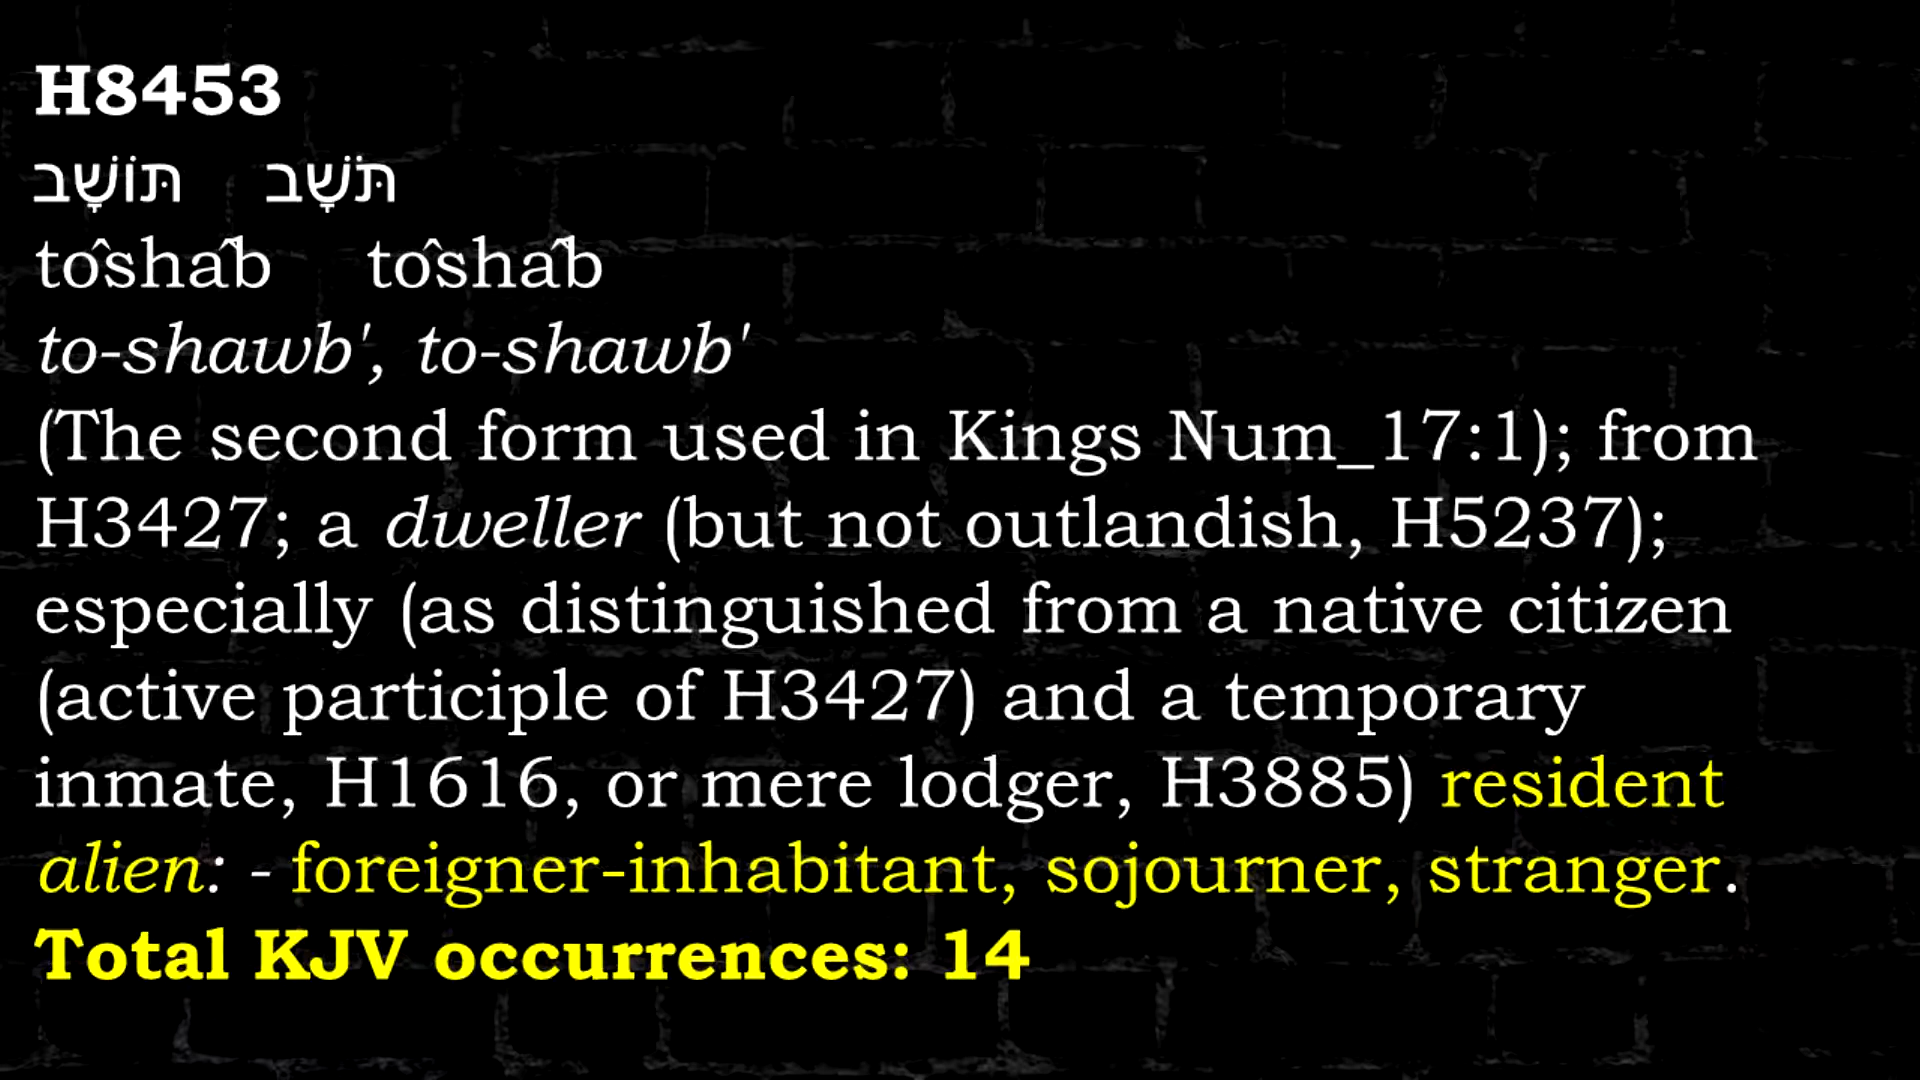 H8453
תּוֹשָׁב תֹּשָׁב
tôshâb tôshâb
to-shawb', to-shawb'
(The second form used in Kings Num_17:1); from
H3427; a dweller (but not outlandish, H5237);
especially (as distinguished from a native citizen
(active participle of H3427) and a temporary
inmate, H1616, or mere lodger, H3885) resident
alien: - foreigner-inhabitant, sojourner, stranger.
Total KJV occurrences: 14